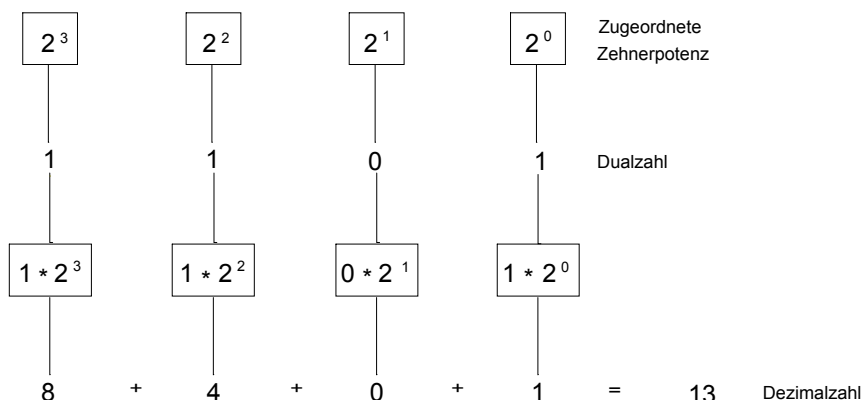 2³ 2² 2¹ 2⁰ Zugeordnete
Zehnerpotenz
1 1 0 1 Dualzahl
1 * 2³ 1 * 2² 0 * 2¹ 1 * 2⁰
8 + 4 + 0 + 1 = 13 Dezimalzahl